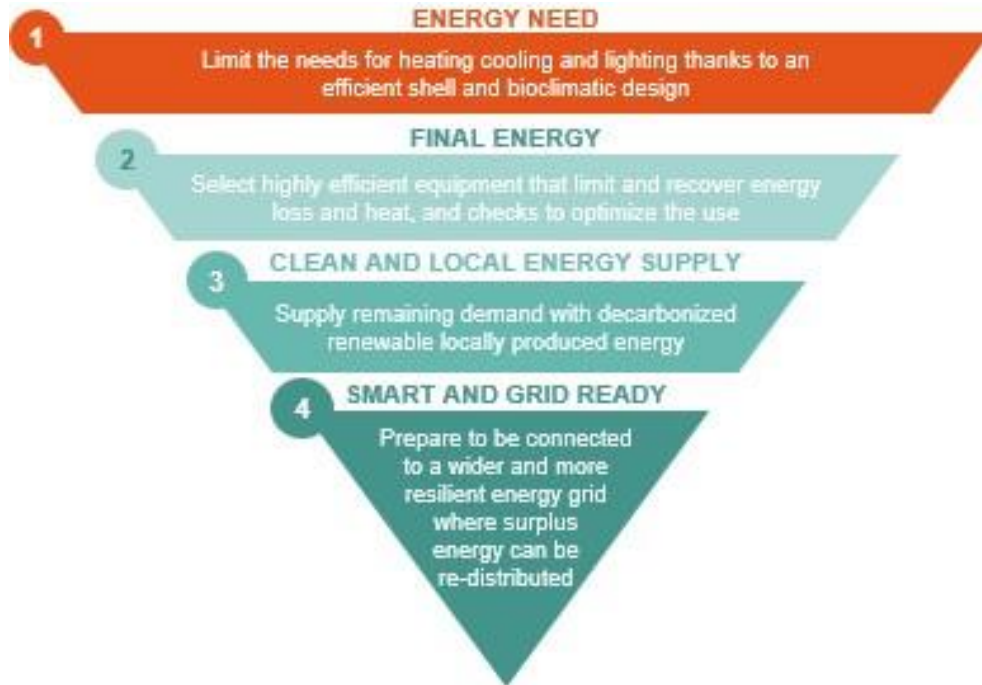 ENERGY NEED
1
Limit the needs for heating cooling and lighting thanks to an
efficient shell and bioclimatic design
FINAL ENERGY
2
Select highly efficient equipment that limit and recover energy
loss and heat, and checks to optimize the use
CLEAN AND LOCAL ENERGY SUPPLY
3
Supply remaining demand with decarbonized
renewable locally produced energy
SMART AND GRID READY
4
Prepare to be connected
to a wider and more
resilient energy grid
where surplus
energy can be
re-distributed